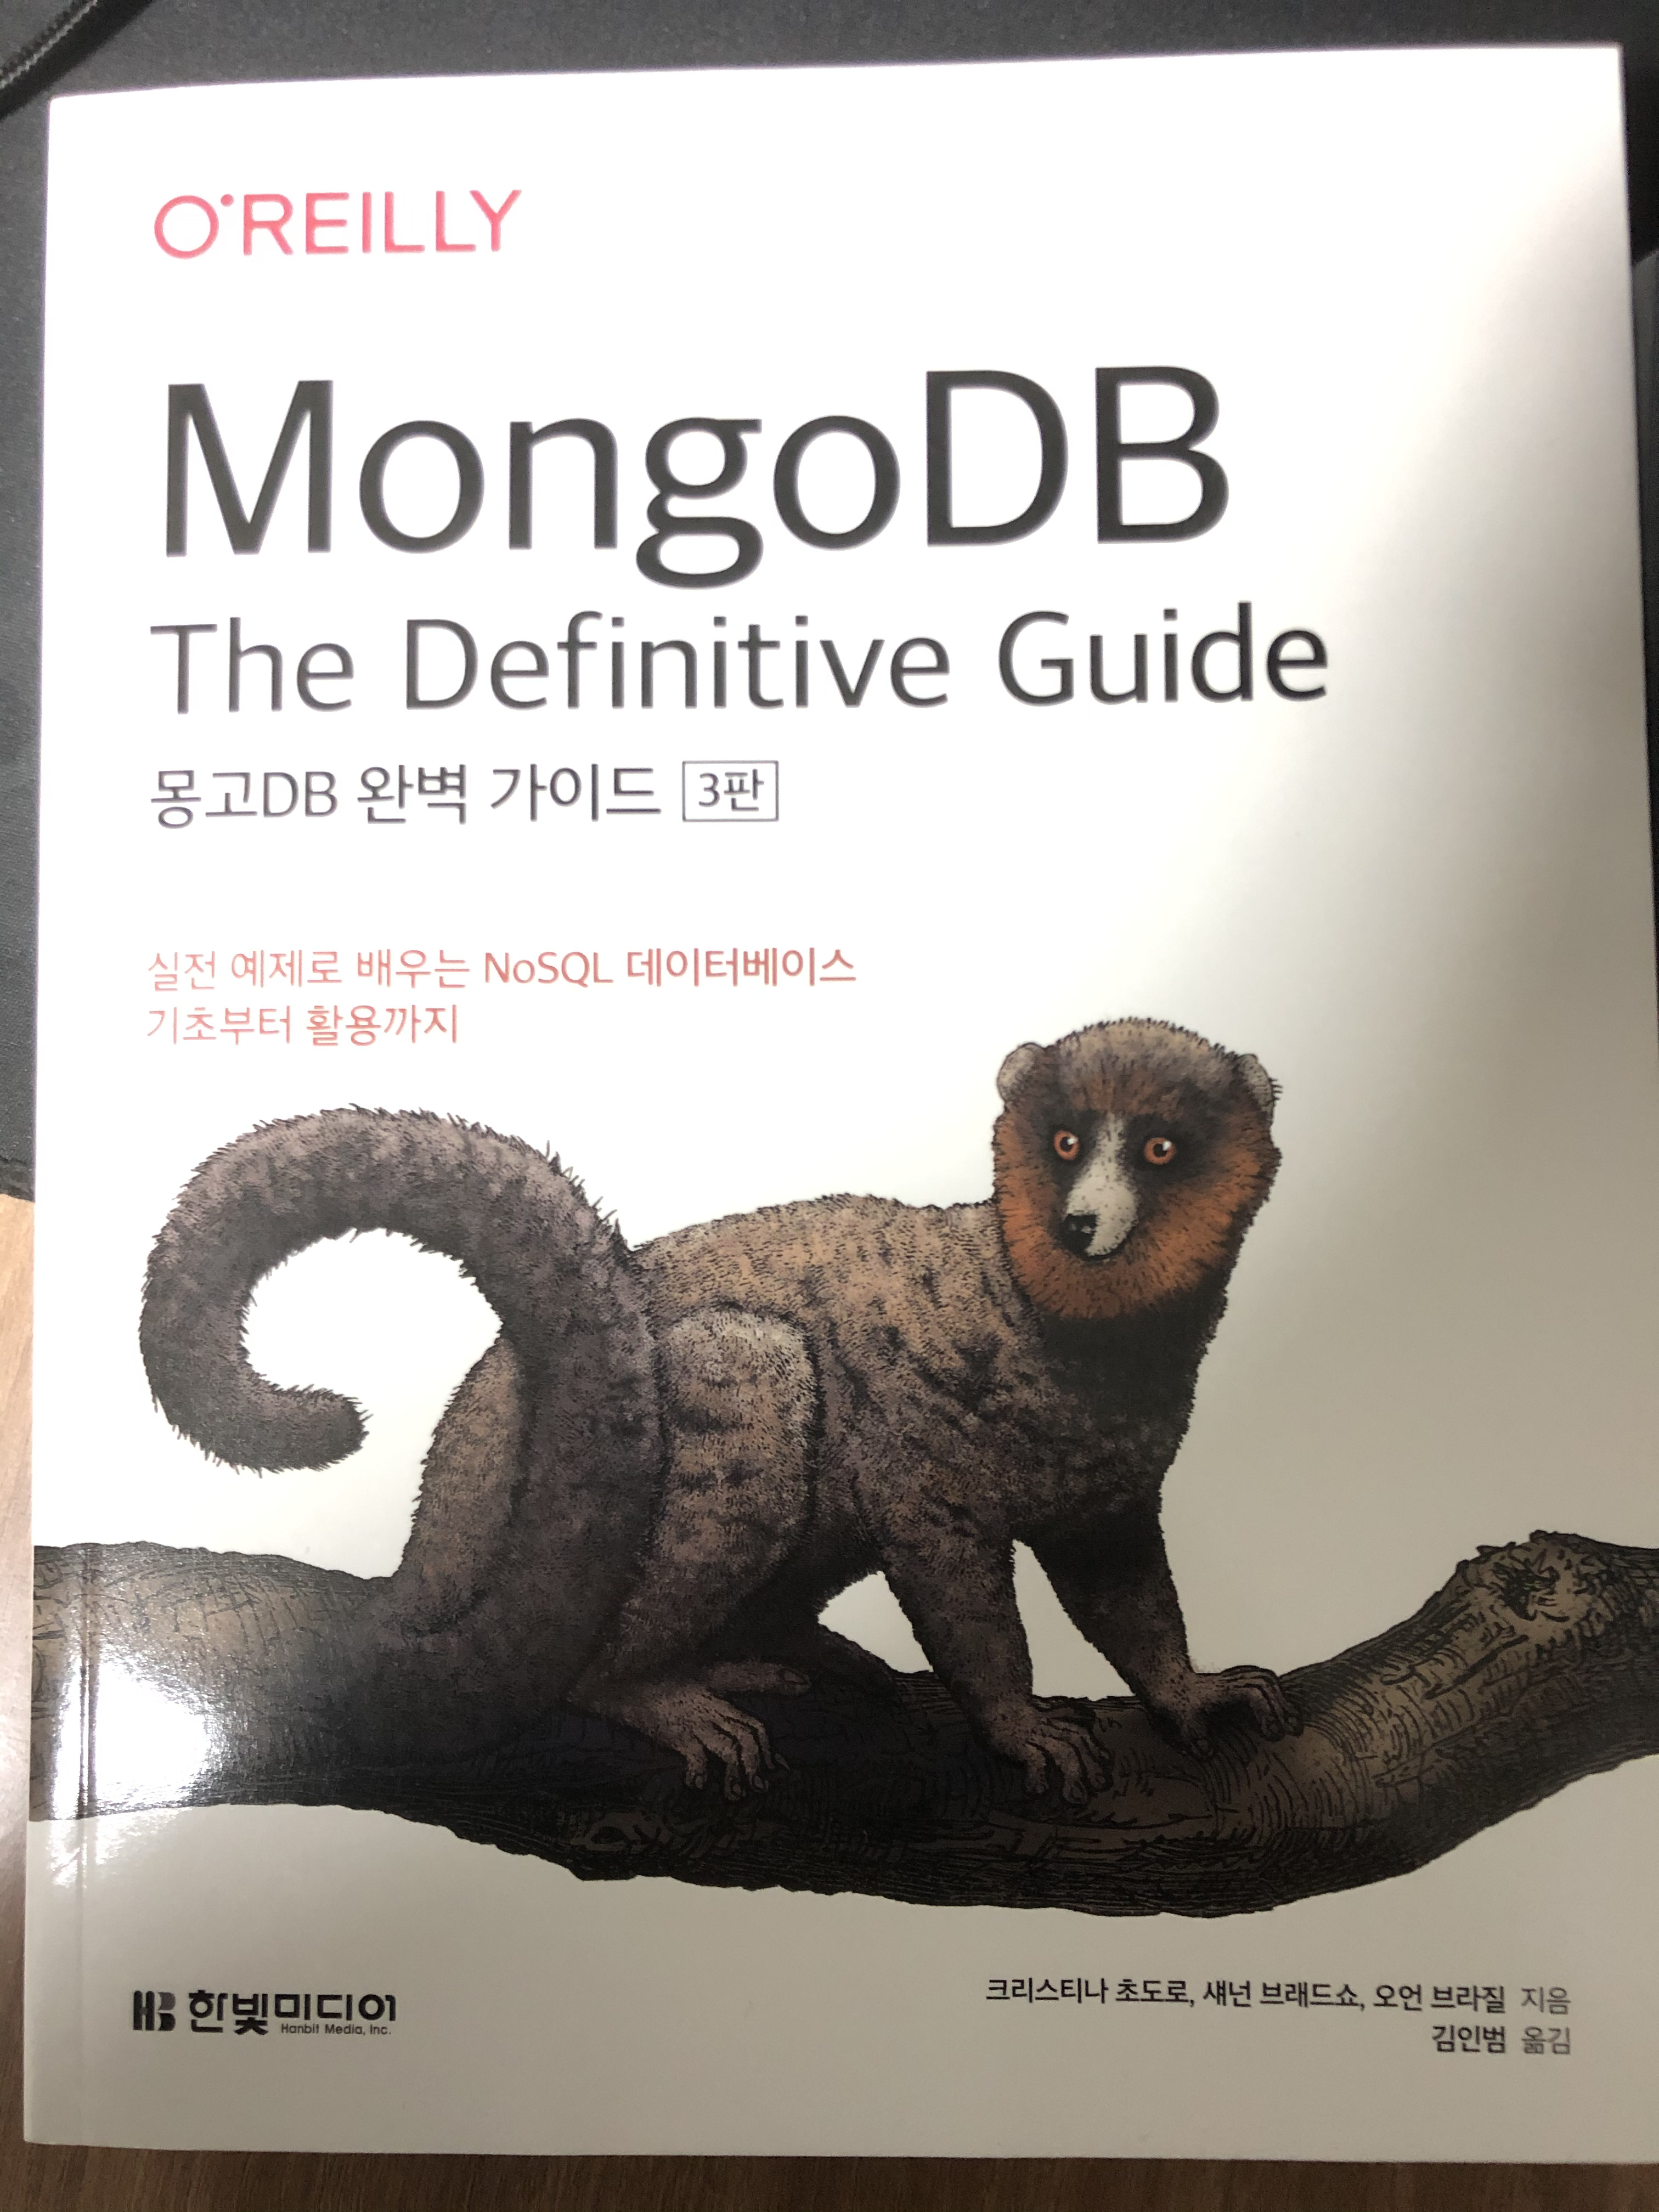 O'REILLY
MongoDB
The Definitive Guide
몽고DB 완벽 가이드 3판
실전 예제로 배우는 NoSQL 데이터베이스
기초부터 활용까지
크리스티나 초도로, 섀넌 브래드쇼, 오언 브라질 지음
김인범 옮김
HB 한빛미디어
Hanbit Media, Inc.